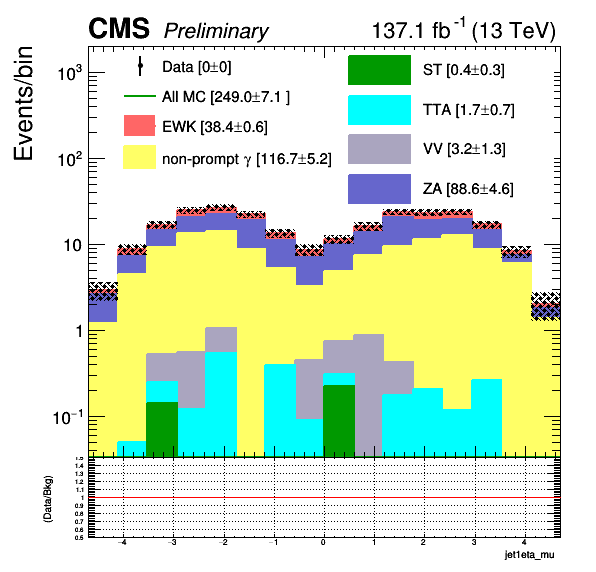 CMS Preliminary 137.1 fb⁻¹ (13 TeV)
Events/bin
10³
10²
10
1
10⁻¹
Data [0±0]
All MC [249.0±7.1 ]
EWK [38.4±0.6]
non-prompt γ [116.7±5.2]
ST [0.4±0.3]
TTA [1.7±0.7]
VV [3.2±1.3]
ZA [88.6±4.6]
(Data/Bkg)
1.5
1.4
1.3
1.2
1.1
1
0.9
0.8
0.7
0.6
0.5
−4 −3 −2 −1 0 1 2 3 4
jet1eta_mu